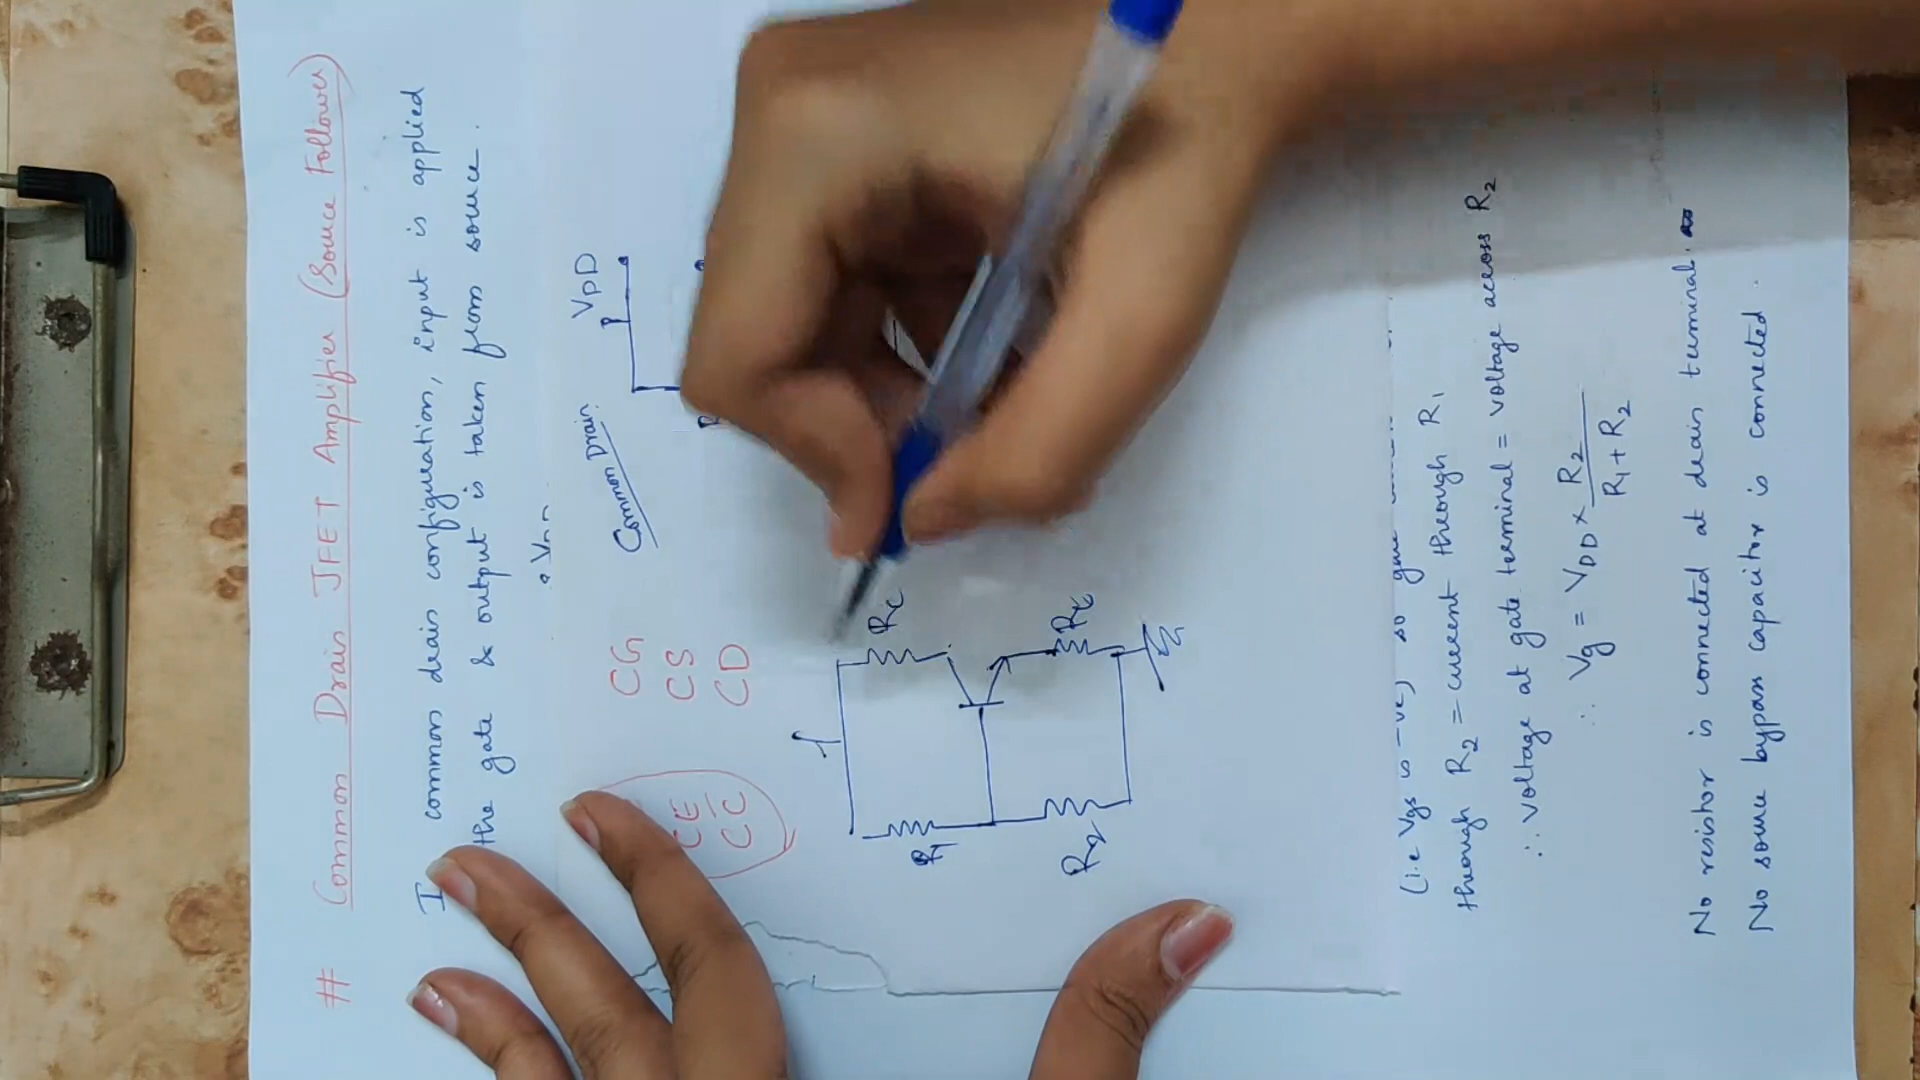 # Common Drain JFET Amplifier (Source Follower)
In common drain configuration, input is applied
the gate & output is taken from source.
Common Drain
VDD
CG
CS
CD
CE
CC
R1
RC
R2
RE
(i.e Vgs is -ve) so
through R2 = current through R1
∴ voltage at gate terminal = voltage across R2
∴ Vg = VDD × R2 / R1 + R2
No resistor is connected at drain terminal.
No source bypass capacitor is connected.